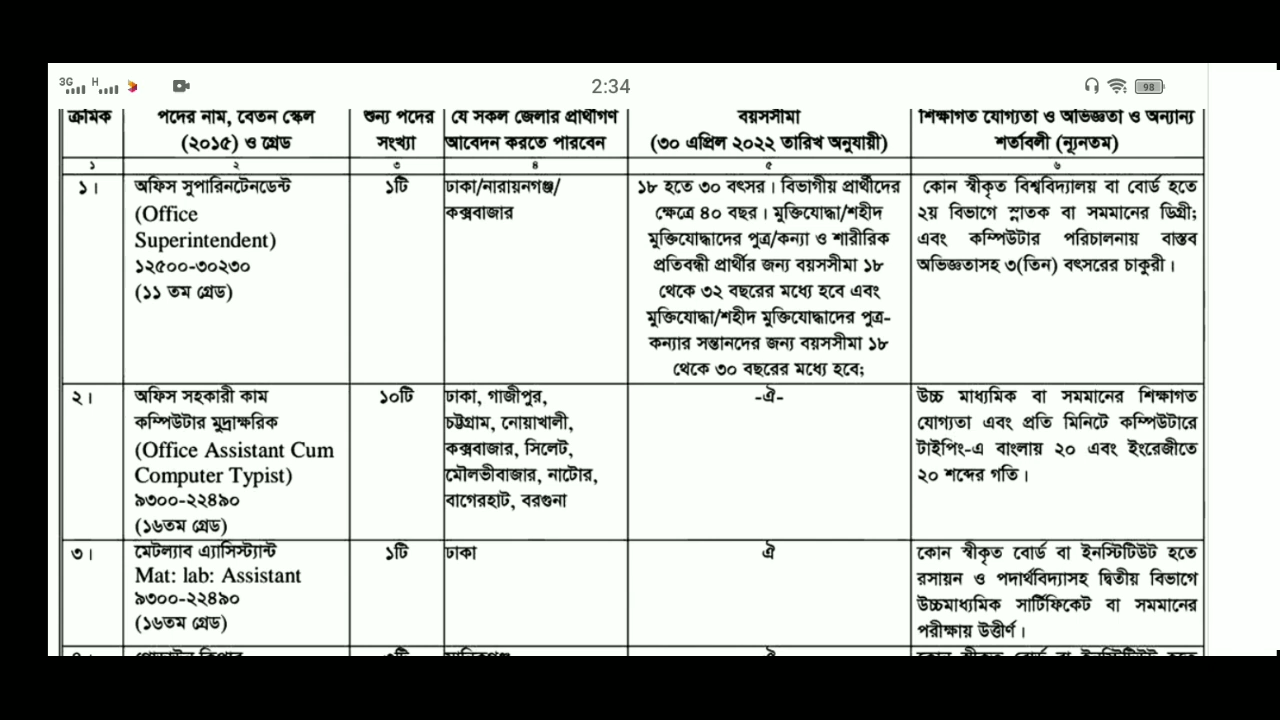 3G H 2:34 98
ক্রমিক
পদের নাম, বেতন স্কেল
(২০১৫) ও গ্রেড
শুন্য পদের
সংখ্যা
যে সকল জেলার প্রার্থীগণ
আবেদন করতে পারবেন
বয়সসীমা
(৩০ এপ্রিল ২০২২ তারিখ অনুযায়ী)
শিক্ষাগত যোগ্যতা ও অভিজ্ঞতা ও অন্যান্য
শর্তাবলী (ন্যূনতম)
১ ২ ৩ ৪ ৫ ৬
১।
অফিস সুপারিনটেনডেন্ট
(Office
Superintendent)
১২৫০০-৩০২৩০
(১১ তম গ্রেড)
১টি
ঢাকা/নারায়নগঞ্জ/
কক্সবাজার
১৮ হতে ৩০ বৎসর। বিভাগীয় প্রার্থীদের
ক্ষেত্রে ৪০ বছর। মুক্তিযোদ্ধা/শহীদ
মুক্তিযোদ্ধাদের পুত্র/কন্যা ও শারীরিক
প্রতিবন্ধী প্রার্থীর জন্য বয়সসীমা ১৮
থেকে ৩২ বছরের মধ্যে হবে এবং
মুক্তিযোদ্ধা/শহীদ মুক্তিযোদ্ধাদের পুত্র-
কন্যার সন্তানদের জন্য বয়সসীমা ১৮
থেকে ৩০ বছরের মধ্যে হবে;
কোন স্বীকৃত বিশ্ববিদ্যালয় বা বোর্ড হতে
২য় বিভাগে স্নাতক বা সমমানের ডিগ্রী;
এবং কম্পিউটার পরিচালনায় বাস্তব
অভিজ্ঞতাসহ ৩(তিন) বৎসরের চাকুরী।
২।
অফিস সহকারী কাম
কম্পিউটার মুদ্রাক্ষরিক
(Office Assistant Cum
Computer Typist)
৯৩০০-২২৪৯০
(১৬তম গ্রেড)
১০টি
ঢাকা, গাজীপুর,
চট্টগ্রাম, নোয়াখালী,
কক্সবাজার, সিলেট,
মৌলভীবাজার, নাটোর,
বাগেরহাট, বরগুনা
-ঐ-
উচ্চ মাধ্যমিক বা সমমানের শিক্ষাগত
যোগ্যতা এবং প্রতি মিনিটে কম্পিউটারে
টাইপিং-এ বাংলায় ২০ এবং ইংরেজীতে
২০ শব্দের গতি।
৩।
মেটল্যাব এ্যাসিস্ট্যান্ট
Mat: lab: Assistant
৯৩০০-২২৪৯০
(১৬তম গ্রেড)
১টি
ঢাকা
ঐ
কোন স্বীকৃত বোর্ড বা ইনস্টিটিউট হতে
রসায়ন ও পদার্থবিদ্যাসহ দ্বিতীয় বিভাগে
উচ্চমাধ্যমিক সার্টিফিকেট বা সমমানের
পরীক্ষায় উত্তীর্ণ।